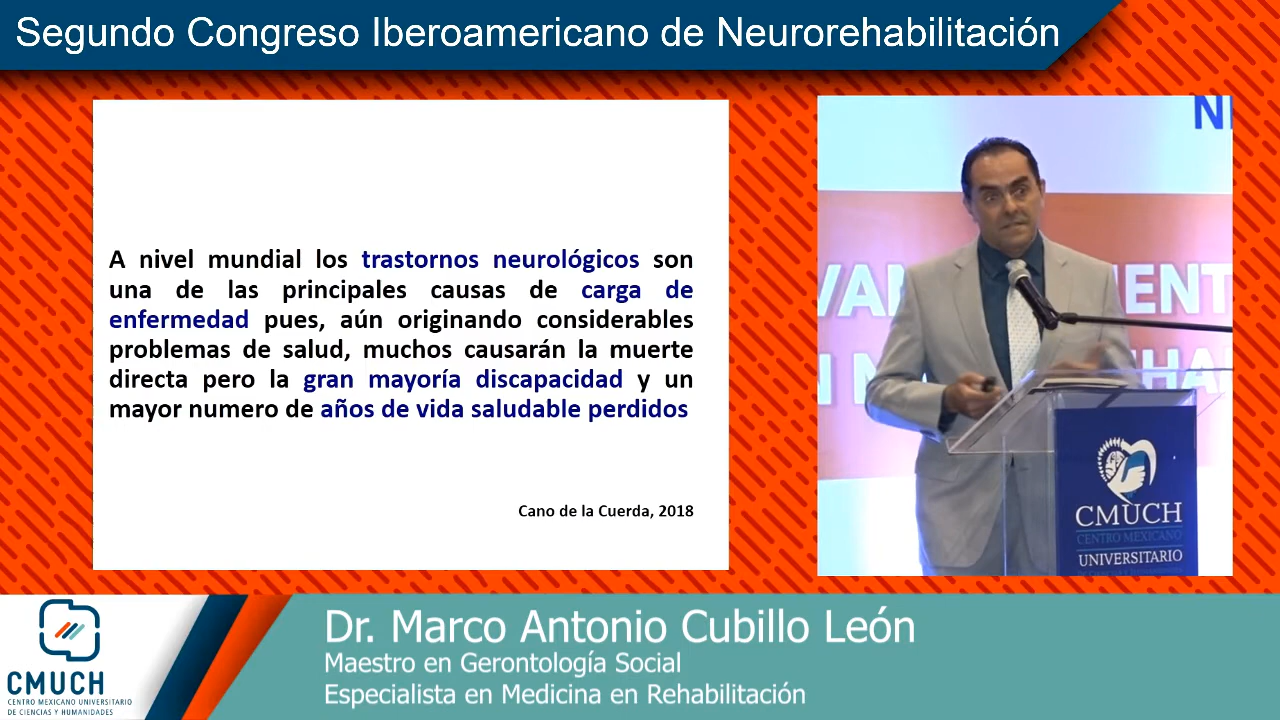 Segundo Congreso Iberoamericano de Neurorehabilitación
A nivel mundial los trastornos neurológicos son
una de las principales causas de carga de
enfermedad pues, aún originando considerables
problemas de salud, muchos causarán la muerte
directa pero la gran mayoría discapacidad y un
mayor numero de años de vida saludable perdidos
Cano de la Cuerda, 2018
CMUCH
CENTRO MEXICANO
UNIVERSITARIO
Dr. Marco Antonio Cubillo León
Maestro en Gerontología Social
Especialista en Medicina en Rehabilitación
CMUCH
CENTRO MEXICANO UNIVERSITARIO
DE CIENCIAS Y HUMANIDADES